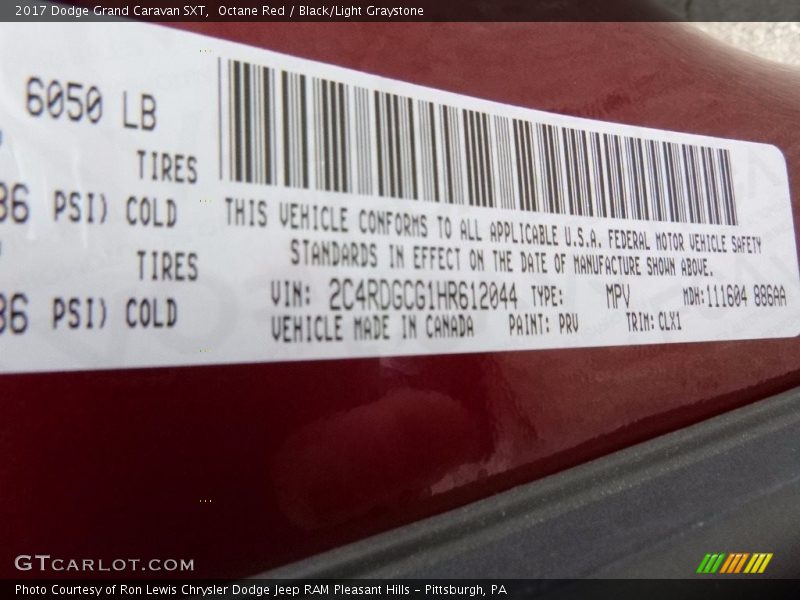 2017 Dodge Grand Caravan SXT, Octane Red / Black/Light Graystone
6050 LB
TIRES
PSI) COLD
TIRES
PSI) COLD
THIS VEHICLE CONFORMS TO ALL APPLICABLE U.S.A. FEDERAL MOTOR VEHICLE SAFETY
STANDARDS IN EFFECT ON THE DATE OF MANUFACTURE SHOWN ABOVE.
VIN: 2C4RDGCG1HR612044 TYPE: MPV MDH:111604 886AA
VEHICLE MADE IN CANADA PAINT: PRV TRIM: CLX1
GTCARLOT.COM
Photo Courtesy of Ron Lewis Chrysler Dodge Jeep RAM Pleasant Hills - Pittsburgh, PA